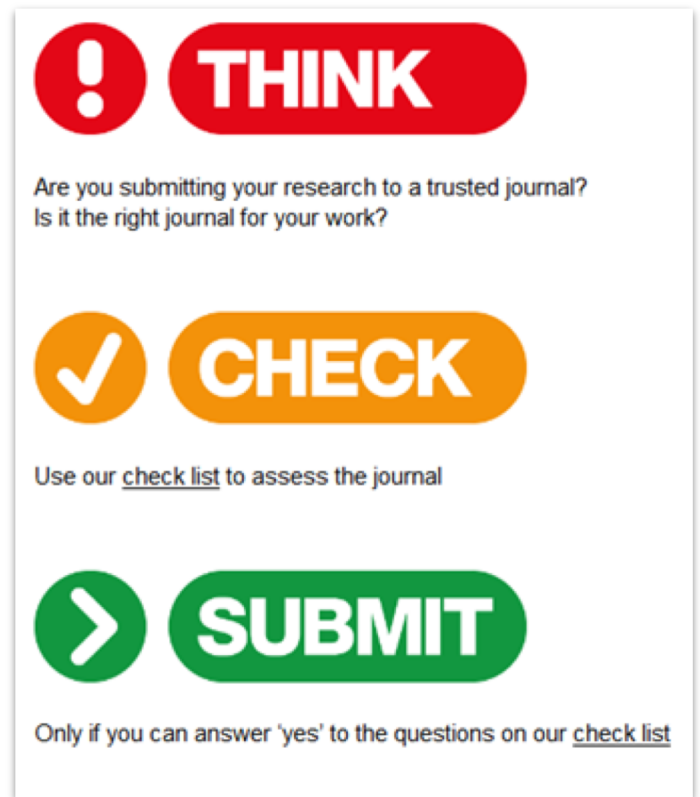 THINK
Are you submitting your research to a trusted journal?
Is it the right journal for your work?
CHECK
Use our check list to assess the journal
SUBMIT
Only if you can answer ‘yes’ to the questions on our check list